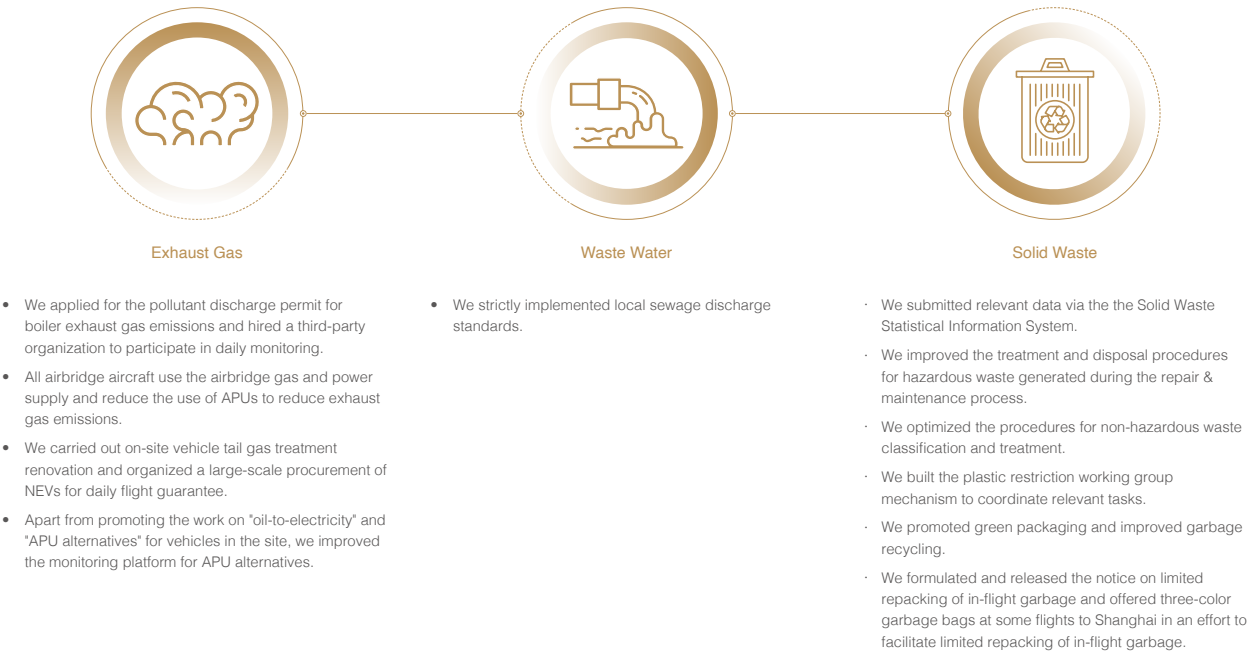 Exhaust Gas
• We applied for the pollutant discharge permit for
boiler exhaust gas emissions and hired a third-party
organization to participate in daily monitoring.
• All airbridge aircraft use the airbridge gas and power
supply and reduce the use of APUs to reduce exhaust
gas emissions.
• We carried out on-site vehicle tail gas treatment
renovation and organized a large-scale procurement of
NEVs for daily flight guarantee.
• Apart from promoting the work on "oil-to-electricity" and
"APU alternatives" for vehicles in the site, we improved
the monitoring platform for APU alternatives.
Waste Water
• We strictly implemented local sewage discharge
standards.
Solid Waste
· We submitted relevant data via the the Solid Waste
Statistical Information System.
· We improved the treatment and disposal procedures
for hazardous waste generated during the repair &
maintenance process.
· We optimized the procedures for non-hazardous waste
classification and treatment.
· We built the plastic restriction working group
mechanism to coordinate relevant tasks.
· We promoted green packaging and improved garbage
recycling.
· We formulated and released the notice on limited
repacking of in-flight garbage and offered three-color
garbage bags at some flights to Shanghai in an effort to
facilitate limited repacking of in-flight garbage.